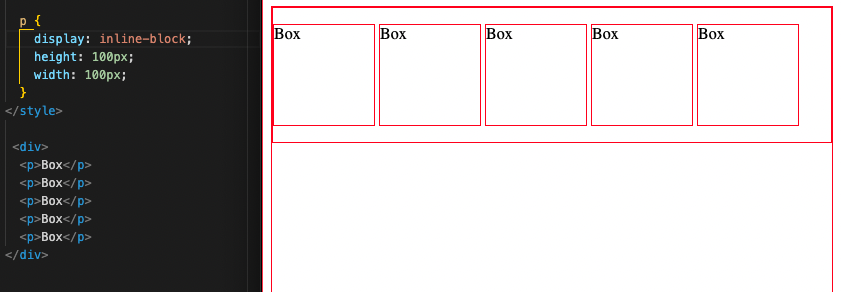 p {
display: inline-block;
height: 100px;
width: 100px;
}
</style>
<div>
<p>Box</p>
<p>Box</p>
<p>Box</p>
<p>Box</p>
<p>Box</p>
</div>
Box Box Box Box Box